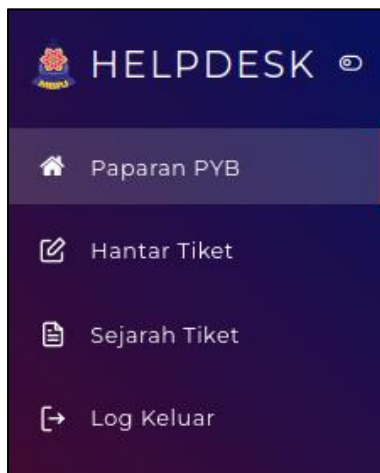 HELPDESK
Paparan PYB
Hantar Tiket
Sejarah Tiket
Log Keluar